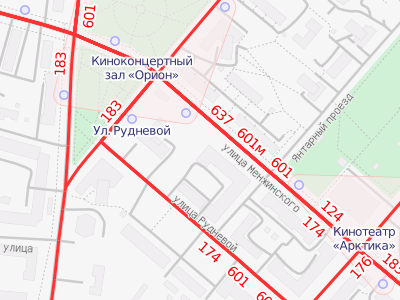 601
183
Киноконцертный
зал «Орион»
183
637
601м
601
Ул. Рудневой
Янтарный проезд
улица Менжинского
улица Рудневой
124
174
Кинотеатр
«Арктика»
улица
174
601
176
183